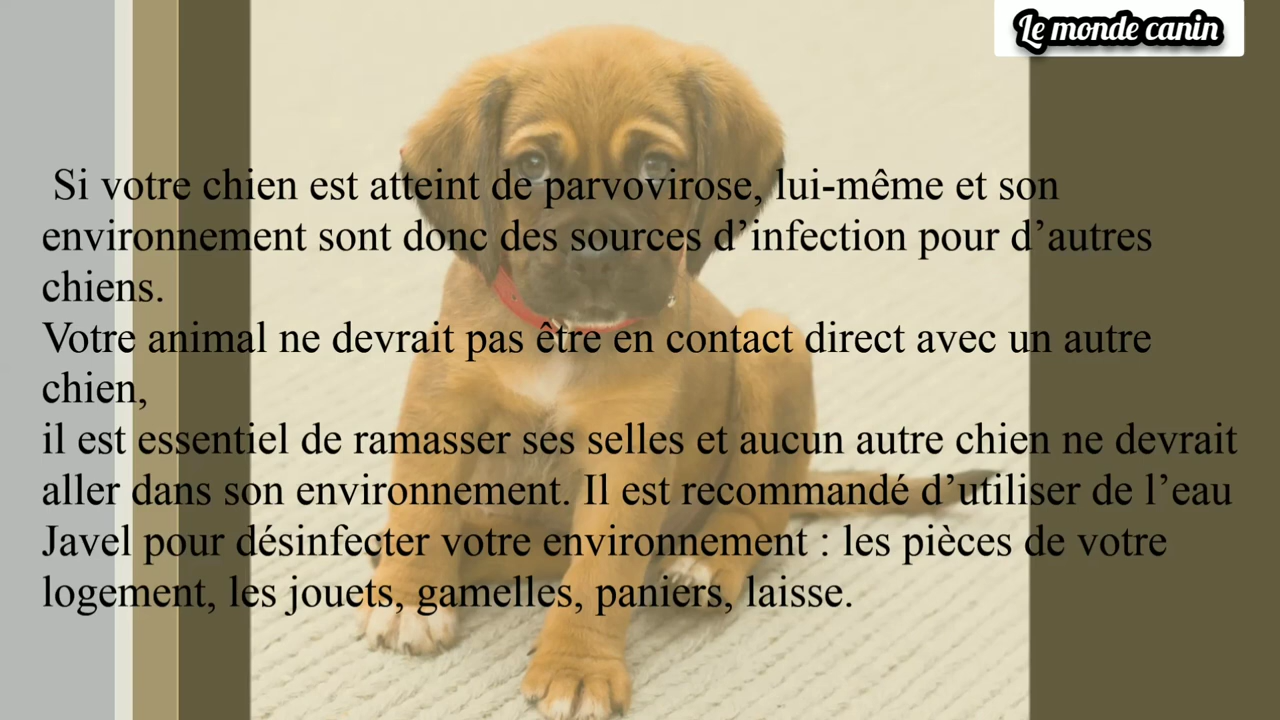 Le monde canin
Si votre chien est atteint de parvovirose, lui-même et son
environnement sont donc des sources d’infection pour d’autres
chiens.
Votre animal ne devrait pas être en contact direct avec un autre
chien,
il est essentiel de ramasser ses selles et aucun autre chien ne devrait
aller dans son environnement. Il est recommandé d’utiliser de l’eau
Javel pour désinfecter votre environnement : les pièces de votre
logement, les jouets, gamelles, paniers, laisse.